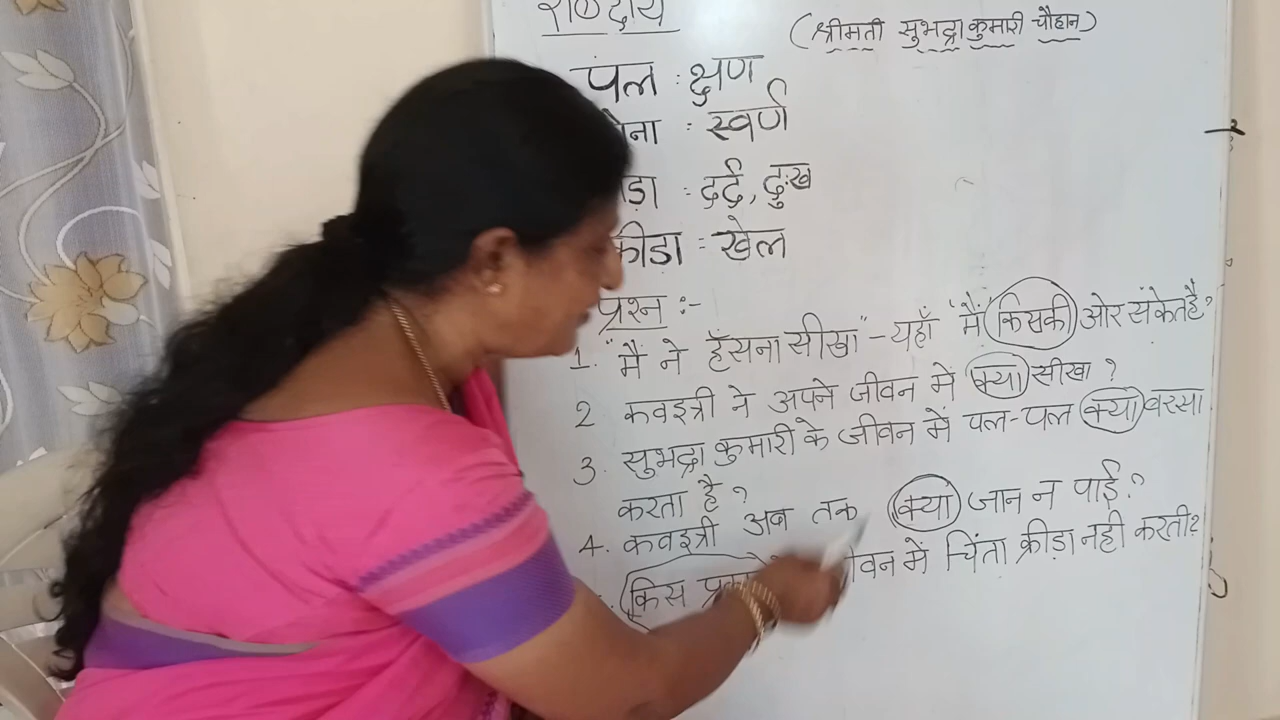 शब्दार्थ
(श्रीमती सुभद्रा कुमारी चौहान)
पल : क्षण
ना : स्वर्ण
ड़ा : दर्द, दुःख
क्रीड़ा = खेल
प्रश्न :-
1. "मैं ने हँसना सीखा" - यहाँ "मैं" किसकी ओर संकेत है?
2 कवइत्री ने अपने जीवन में क्या सीखा ?
3. सुभद्रा कुमारी के जीवन में पल-पल क्या बरसा
करता है ?
4. कवइत्री अब तक क्या जान न पाई ?
किस में चिंता क्रीड़ा नही करती?